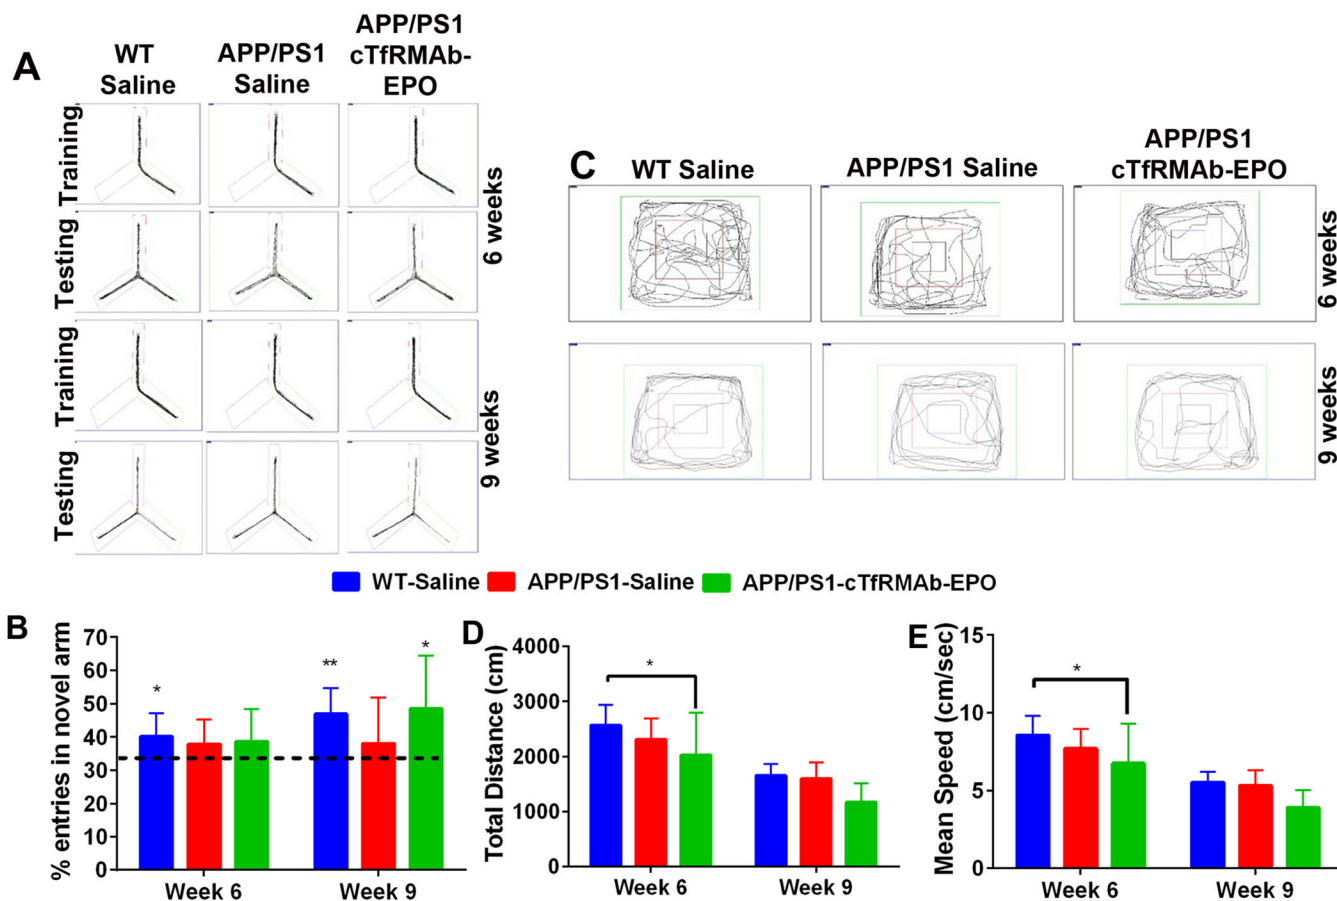 A
WT
Saline
APP/PS1
Saline
APP/PS1
cTfRMAb-
EPO
Training
Testing
6 weeks
Training
Testing
9 weeks
C
WT Saline
APP/PS1 Saline
APP/PS1
cTfRMAb-EPO
6 weeks
9 weeks
WT-Saline
APP/PS1-Saline
APP/PS1-cTfRMAb-EPO
B
% entries in novel arm
70
60
50
40
30
20
10
0
*
**
*
Week 6
Week 9
D
Total Distance (cm)
4000
3000
2000
1000
0
*
Week 6
Week 9
E
Mean Speed (cm/sec)
15
10
5
0
*
Week 6
Week 9